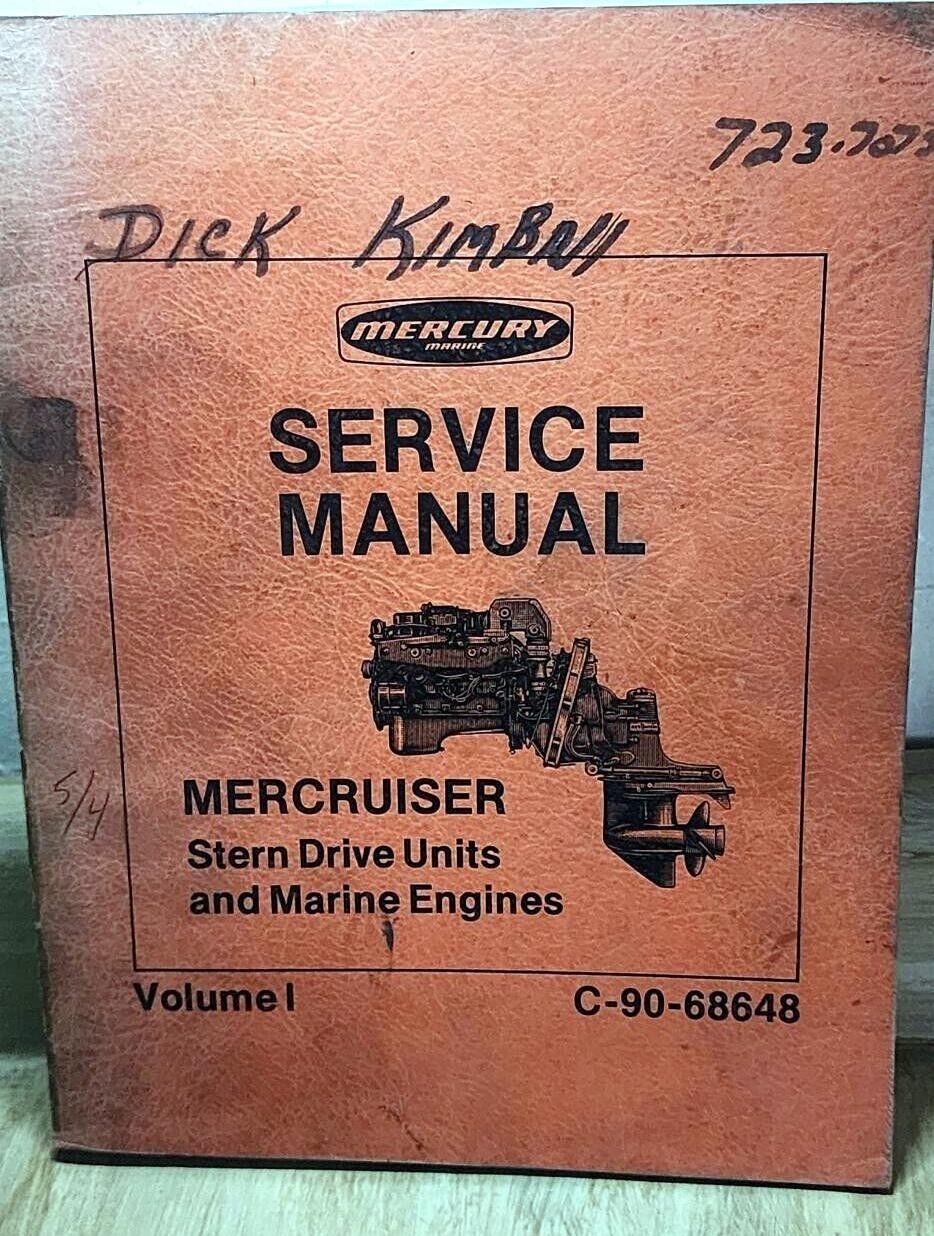 723.7073
DICK KIMBALL
MERCURY
MARINE
SERVICE
MANUAL
5/4
MERCRUISER
Stern Drive Units
and Marine Engines
Volume I
C-90-68648